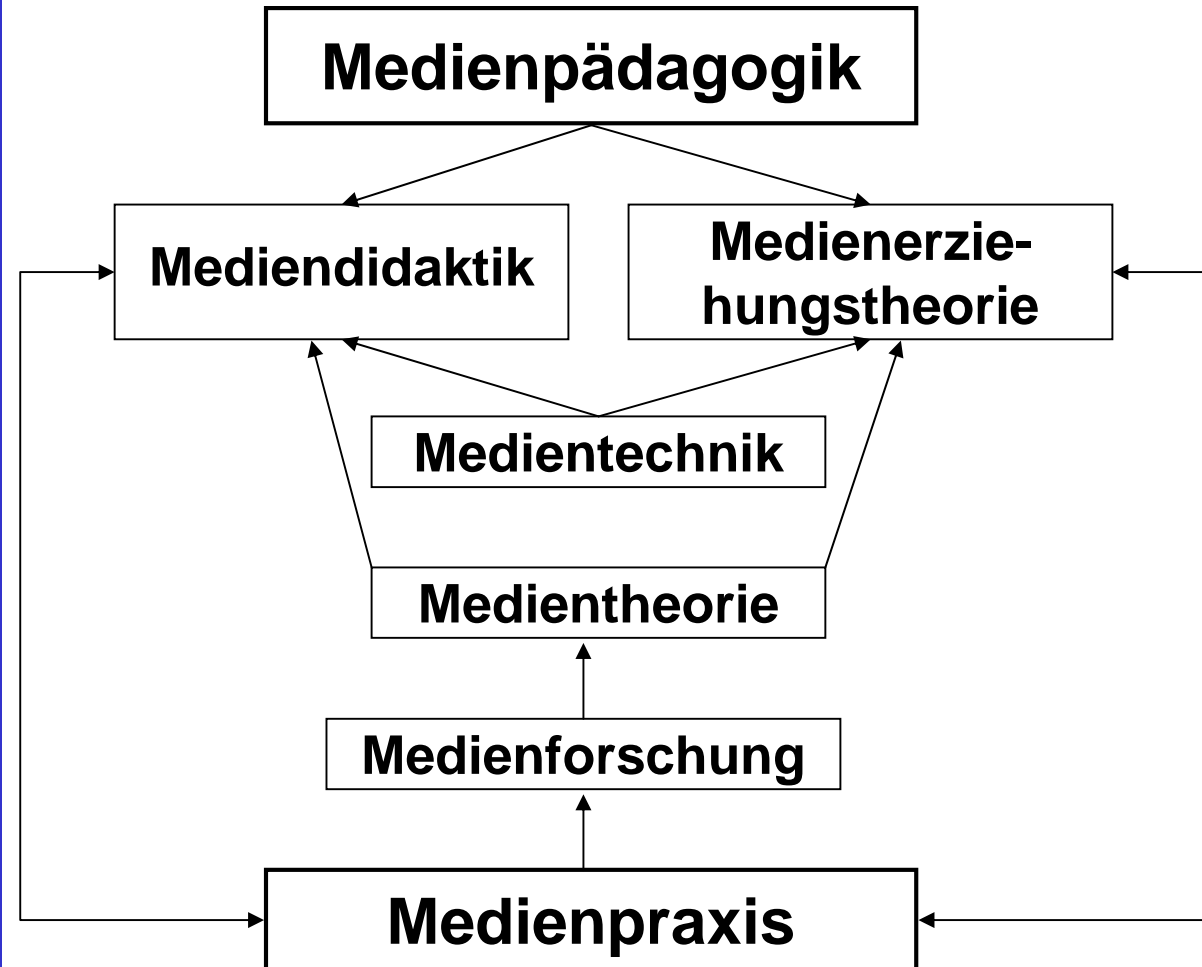 Medienpädagogik
Mediendidaktik
Medienerzie-
hungstheorie
Medientechnik
Medientheorie
Medienforschung
Medienpraxis